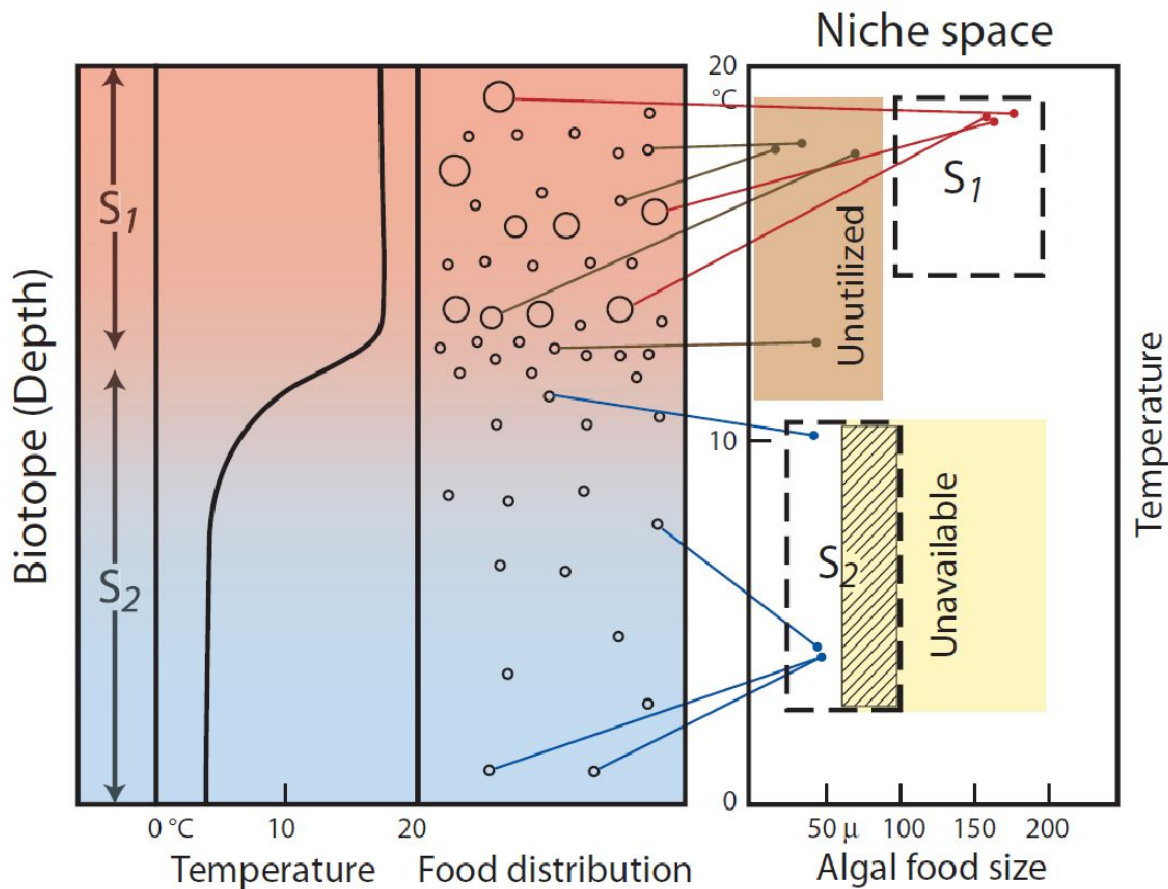 Niche space
20
°C
S1
S1
Unutilized
Biotope (Depth)
Temperature
10
S2
S2
Unavailable
0
0 °C
10
20
50 μ
100
150
200
Temperature
Food distribution
Algal food size